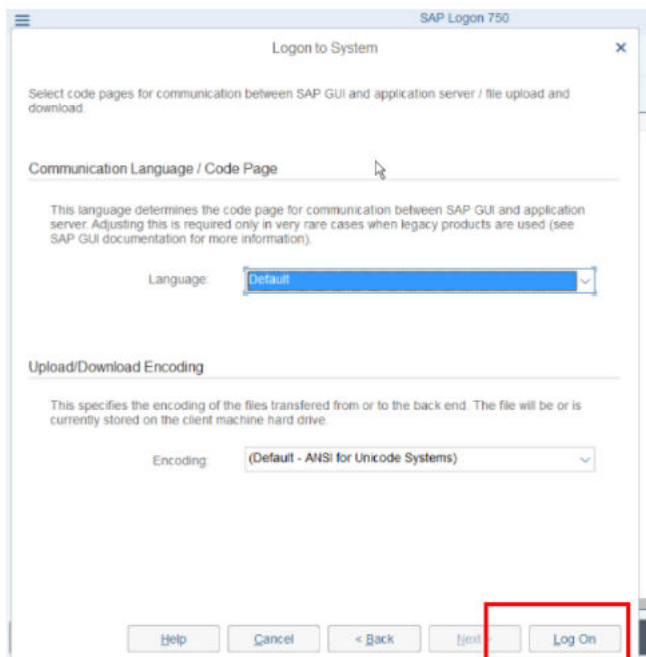 SAP Logon 750
Logon to System
Select code pages for communication between SAP GUI and application server / file upload and
download.
Communication Language / Code Page
This language determines the code page for communication between SAP GUI and application
server. Adjusting this is required only in very rare cases when legacy products are used (see
SAP GUI documentation for more information).
Language: Default
Upload/Download Encoding
This specifies the encoding of the files transfered from or to the back end. The file will be or is
currently stored on the client machine hard drive.
Encoding: (Default - ANSI for Unicode Systems)
Help Cancel < Back Next > Log On